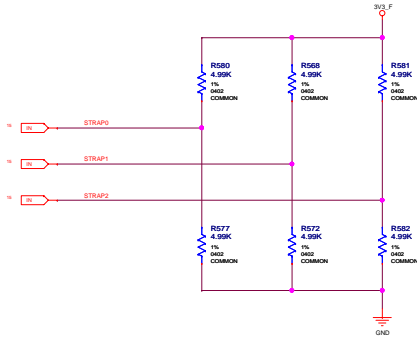 3V3_F
R580
4.99K
1%
0402
COMMON
R568
4.99K
1%
0402
COMMON
R581
4.99K
1%
0402
COMMON
IN
STRAP0
IN
STRAP1
IN
STRAP2
R577
4.99K
1%
0402
COMMON
R572
4.99K
1%
0402
COMMON
R582
4.99K
1%
0402
COMMON
GND